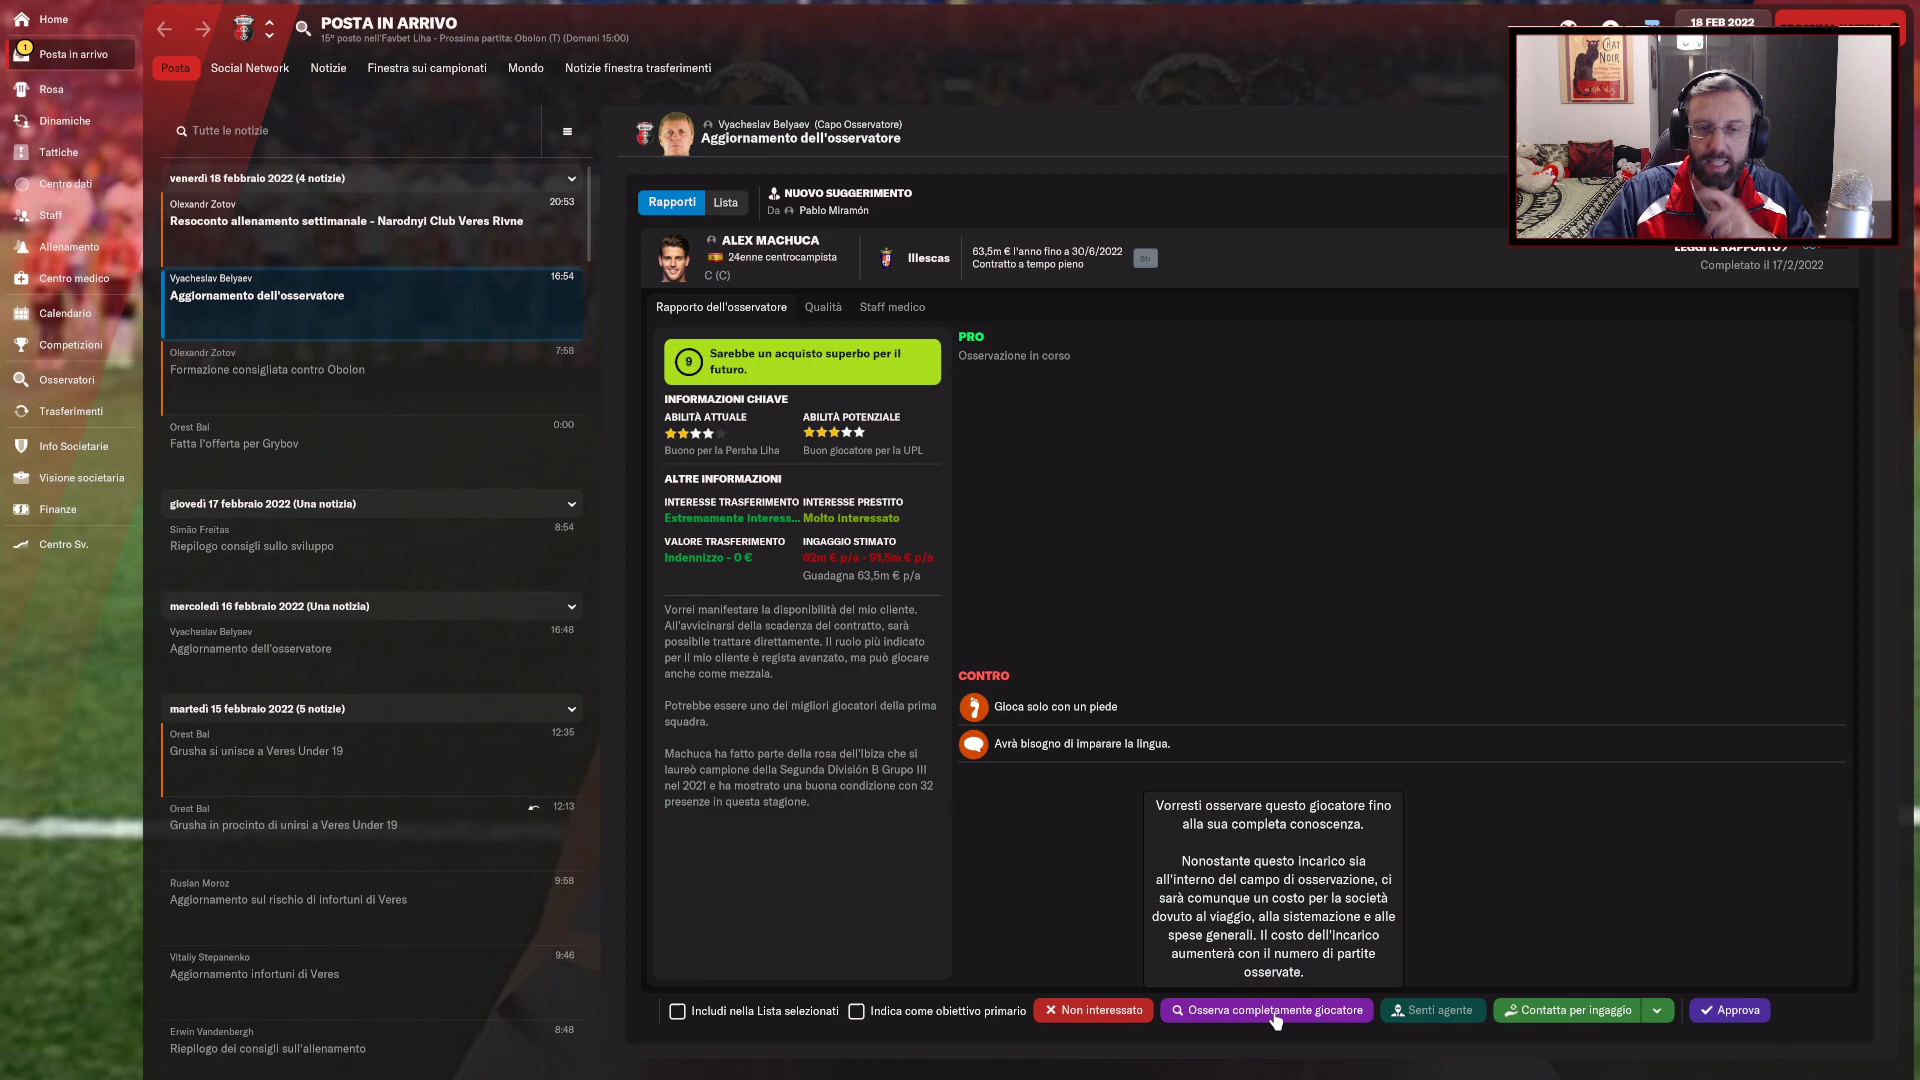 Home
1
Posta in arrivo
Rosa
Dinamiche
Tattiche
Centro dati
Staff
Allenamento
Centro medico
Calendario
Competizioni
Osservatori
Trasferimenti
Info Societarie
Visione societaria
Finanze
Centro Sv.
POSTA IN ARRIVO
15° posto nell'Favbet Liha - Prossima partita: Obolon (T) (Domani 15:00)
18 FEB 2022
Posta
Social Network
Notizie
Finestra sui campionati
Mondo
Notizie finestra trasferimenti
CHAT
NOIR
Tutte le notizie
venerdì 18 febbraio 2022 (4 notizie)
Olexandr Zotov
20:53
Resoconto allenamento settimanale - Narodnyi Club Veres Rivne
Vyacheslav Belyaev
16:54
Aggiornamento dell'osservatore
Olexandr Zotov
7:58
Formazione consigliata contro Obolon
Orest Bal
0:00
Fatta l'offerta per Grybov
giovedì 17 febbraio 2022 (Una notizia)
Simão Freitas
8:54
Riepilogo consigli sullo sviluppo
mercoledì 16 febbraio 2022 (Una notizia)
Vyacheslav Belyaev
16:48
Aggiornamento dell'osservatore
martedì 15 febbraio 2022 (5 notizie)
Orest Bal
12:35
Grusha si unisce a Veres Under 19
Orest Bal
12:13
Grusha in procinto di unirsi a Veres Under 19
Ruslan Moroz
9:58
Aggiornamento sul rischio di infortuni di Veres
Vitaliy Stepanenko
9:46
Aggiornamento infortuni di Veres
Erwin Vandenbergh
8:48
Riepilogo dei consigli sull'allenamento
Vyacheslav Belyaev (Capo Osservatore)
Aggiornamento dell'osservatore
Rapporti
Lista
NUOVO SUGGERIMENTO
Da Pablo Miramón
ALEX MACHUCA
24enne centrocampista
C (C)
Illescas
63,5m € l'anno fino a 30/6/2022
Contratto a tempo pieno
Btr
LEGGI IL RAPPORTO
Completato il 17/2/2022
Rapporto dell'osservatore
Qualità
Staff medico
9
Sarebbe un acquisto superbo per il
futuro.
INFORMAZIONI CHIAVE
ABILITÀ ATTUALE
ABILITÀ POTENZIALE
Buono per la Persha Liha
Buon giocatore per la UPL
ALTRE INFORMAZIONI
INTERESSE TRASFERIMENTO
INTERESSE PRESTITO
Estremamente interess...
Molto interessato
VALORE TRASFERIMENTO
INGAGGIO STIMATO
Indennizzo - 0 €
62m € p/a - 91,5m € p/a
Guadagna 63,5m € p/a
Vorrei manifestare la disponibilità del mio cliente.
All'avvicinarsi della scadenza del contratto, sarà
possibile trattare direttamente. Il ruolo più indicato
per il mio cliente è regista avanzato, ma può giocare
anche come mezzala.
Potrebbe essere uno dei migliori giocatori della prima
squadra.
Machuca ha fatto parte della rosa dell'Ibiza che si
laureò campione della Segunda División B Grupo III
nel 2021 e ha mostrato una buona condizione con 32
presenze in questa stagione.
PRO
Osservazione in corso
CONTRO
Gioca solo con un piede
Avrà bisogno di imparare la lingua.
Vorresti osservare questo giocatore fino
alla sua completa conoscenza.
Nonostante questo incarico sia
all'interno del campo di osservazione, ci
sarà comunque un costo per la società
dovuto al viaggio, alla sistemazione e alle
spese generali. Il costo dell'incarico
aumenterà con il numero di partite
osservate.
Includi nella Lista selezionati
Indica come obiettivo primario
Non interessato
Osserva completamente giocatore
Senti agente
Contatta per ingaggio
Approva